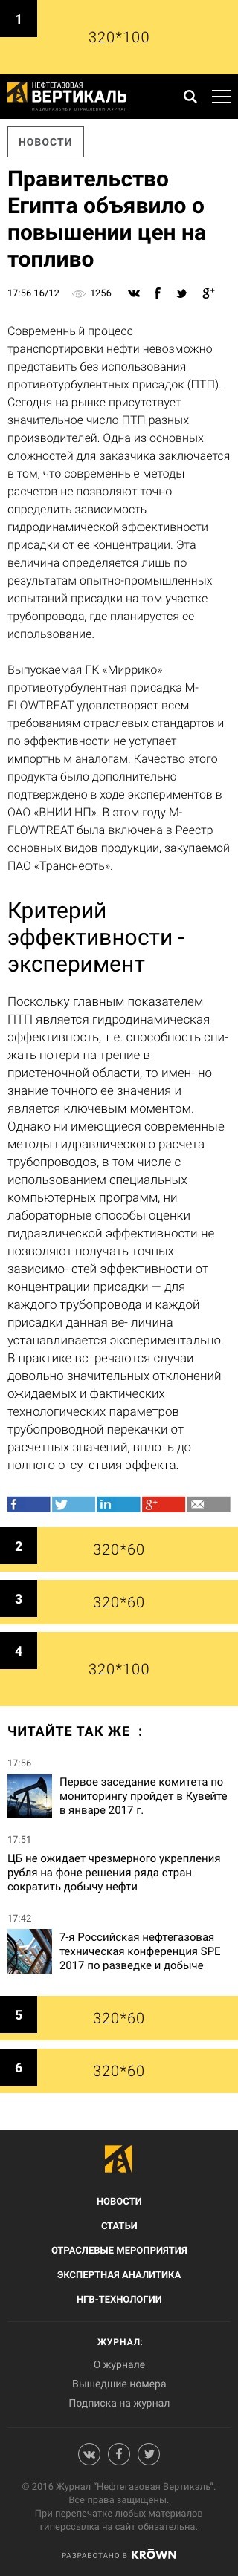 1
320*100
НЕФТЕГАЗОВАЯ
ВЕРТИКАЛЬ
НАЦИОНАЛЬНЫЙ ОТРАСЛЕВОЙ ЖУРНАЛ
НОВОСТИ
Правительство
Египта объявило о
повышении цен на
топливо
17:56 16/12 1256
Современный процесс
транспортировки нефти невозможно
представить без использования
противотурбулентных присадок (ПТП).
Сегодня на рынке присутствует
значительное число ПТП разных
производителей. Одна из основных
сложностей для заказчика заключается
в том, что современные методы
расчетов не позволяют точно
определить зависимость
гидродинамической эффективности
присадки от ее концентрации. Эта
величина определяется лишь по
результатам опытно-промышленных
испытаний присадки на том участке
трубопровода, где планируется ее
использование.
Выпускаемая ГК «Миррико»
противотурбулентная присадка M-
FLOWTREAT удовлетворяет всем
требованиям отраслевых стандартов и
по эффективности не уступает
импортным аналогам. Качество этого
продукта было дополнительно
подтверждено в ходе экспериментов в
ОАО «ВНИИ НП». В этом году M-
FLOWTREAT была включена в Реестр
основных видов продукции, закупаемой
ПАО «Транснефть».
Критерий
эффективности -
эксперимент
Поскольку главным показателем
ПТП является гидродинамическая
эффективность, т.е. способность сни-
жать потери на трение в
пристеночной области, то имен- но
знание точного ее значения и
является ключевым моментом.
Однако ни имеющиеся современные
методы гидравлического расчета
трубопроводов, в том числе с
использованием специальных
компьютерных программ, ни
лабораторные способы оценки
гидравлической эффективности не
позволяют получать точных
зависимо- стей эффективности от
концентрации присадки — для
каждого трубопровода и каждой
присадки данная ве- личина
устанавливается экспериментально.
В практике встречаются случаи
довольно значительных отклонений
ожидаемых и фактических
технологических параметров
трубопроводной перекачки от
расчетных значений, вплоть до
полного отсутствия эффекта.
2
320*60
3
320*60
4
320*100
ЧИТАЙТЕ ТАК ЖЕ :
17:56
Первое заседание комитета по
мониторингу пройдет в Кувейте
в январе 2017 г.
17:51
ЦБ не ожидает чрезмерного укрепления
рубля на фоне решения ряда стран
сократить добычу нефти
17:42
7-я Российская нефтегазовая
техническая конференция SPE
2017 по разведке и добыче
5
320*60
6
320*60
НОВОСТИ
СТАТЬИ
ОТРАСЛЕВЫЕ МЕРОПРИЯТИЯ
ЭКСПЕРТНАЯ АНАЛИТИКА
НГВ-ТЕХНОЛОГИИ
ЖУРНАЛ:
О журнале
Вышедшие номера
Подписка на журнал
© 2016 Журнал "Нефтегазовая Вертикаль".
Все права защищены.
При перепечатке любых материалов
гиперссылка на сайт обязательна.
РАЗРАБОТАНО В KRŌWN